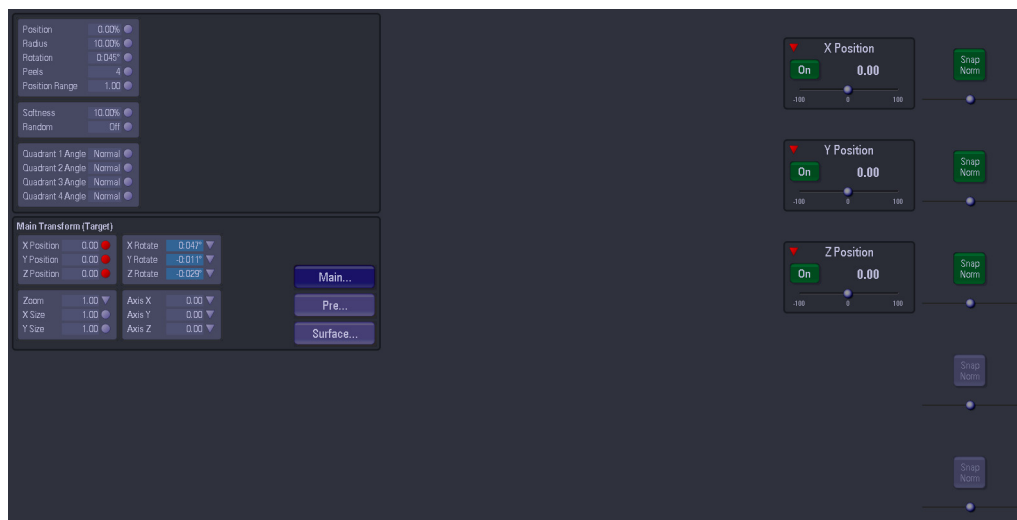 Position 0.00%
Radius 10.00%
Rotation 0:045°
Peels 4
Position Range 1.00
Softness 10.00%
Random Off
Quadrant 1 Angle Normal
Quadrant 2 Angle Normal
Quadrant 3 Angle Normal
Quadrant 4 Angle Normal
Main Transform (Target)
X Position 0.00 X Rotate 0:047°
Y Position 0.00 Y Rotate -0:011°
Z Position 0.00 Z Rotate -0:029°
Zoom 1.00 Axis X 0.00
X Size 1.00 Axis Y 0.00
Y Size 1.00 Axis Z 0.00
Main...
Pre...
Surface...
X Position
On 0.00
-100 0 100
Snap
Norm
Y Position
On 0.00
-100 0 100
Snap
Norm
Z Position
On 0.00
-100 0 100
Snap
Norm
Snap
Norm
Snap
Norm